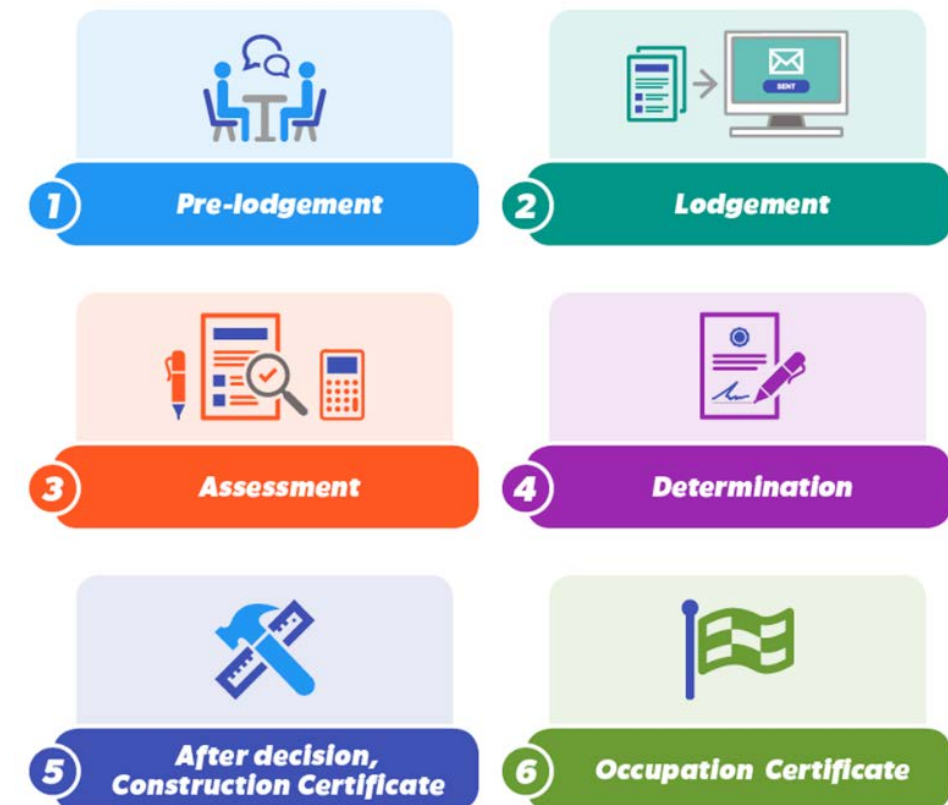 SENT
1 Pre-lodgement
2 Lodgement
3 Assessment
4 Determination
5 After decision,
Construction Certificate
6 Occupation Certificate